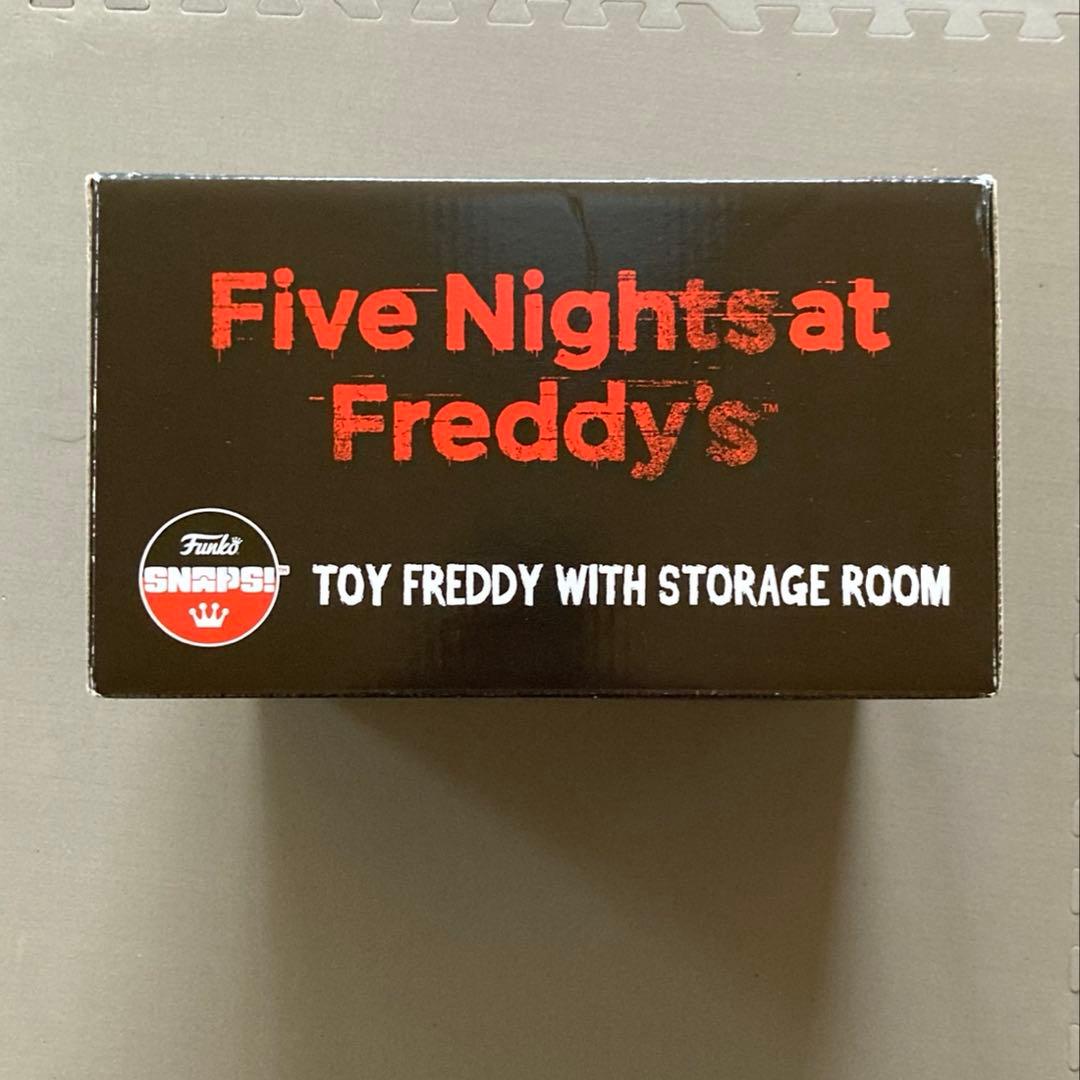 Five Nights at
Freddy's™
Funko
SNAPS!™
TOY FREDDY WITH STORAGE ROOM